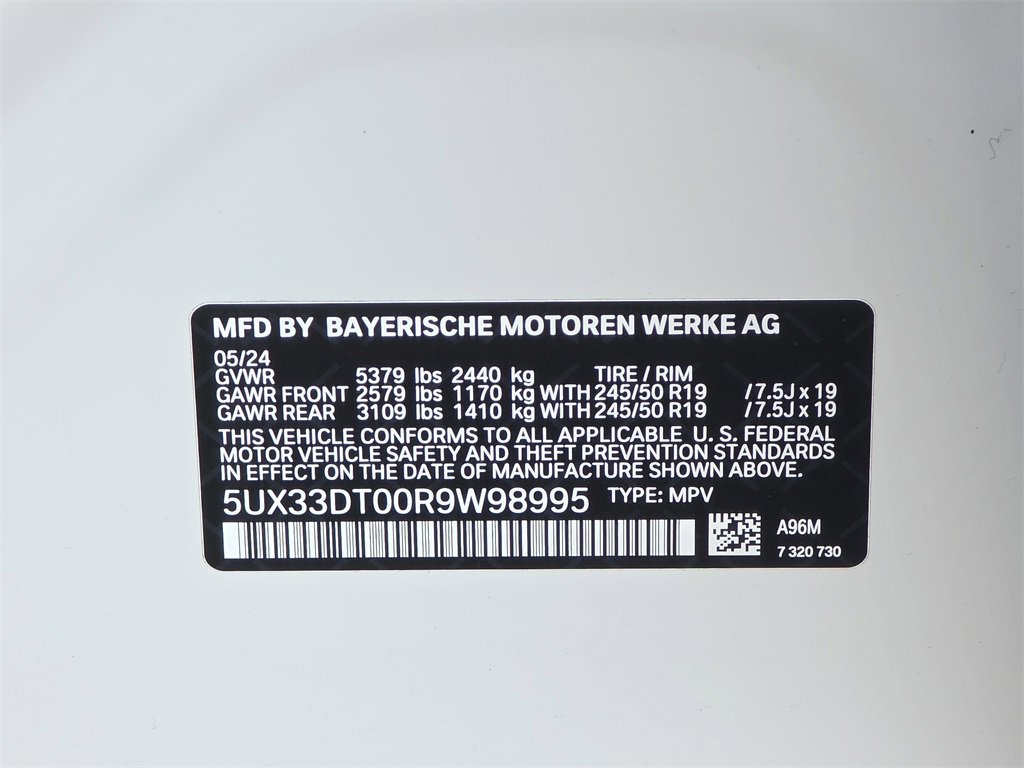 MFD BY BAYERISCHE MOTOREN WERKE AG
05/24
GVWR 5379 lbs 2440 kg TIRE / RIM
GAWR FRONT 2579 lbs 1170 kg WITH 245/50 R19 /7.5J x 19
GAWR REAR 3109 lbs 1410 kg WITH 245/50 R19 /7.5J x 19
THIS VEHICLE CONFORMS TO ALL APPLICABLE U. S. FEDERAL
MOTOR VEHICLE SAFETY AND THEFT PREVENTION STANDARDS
IN EFFECT ON THE DATE OF MANUFACTURE SHOWN ABOVE.
5UX33DT00R9W98995 TYPE: MPV
A96M
7 320 730